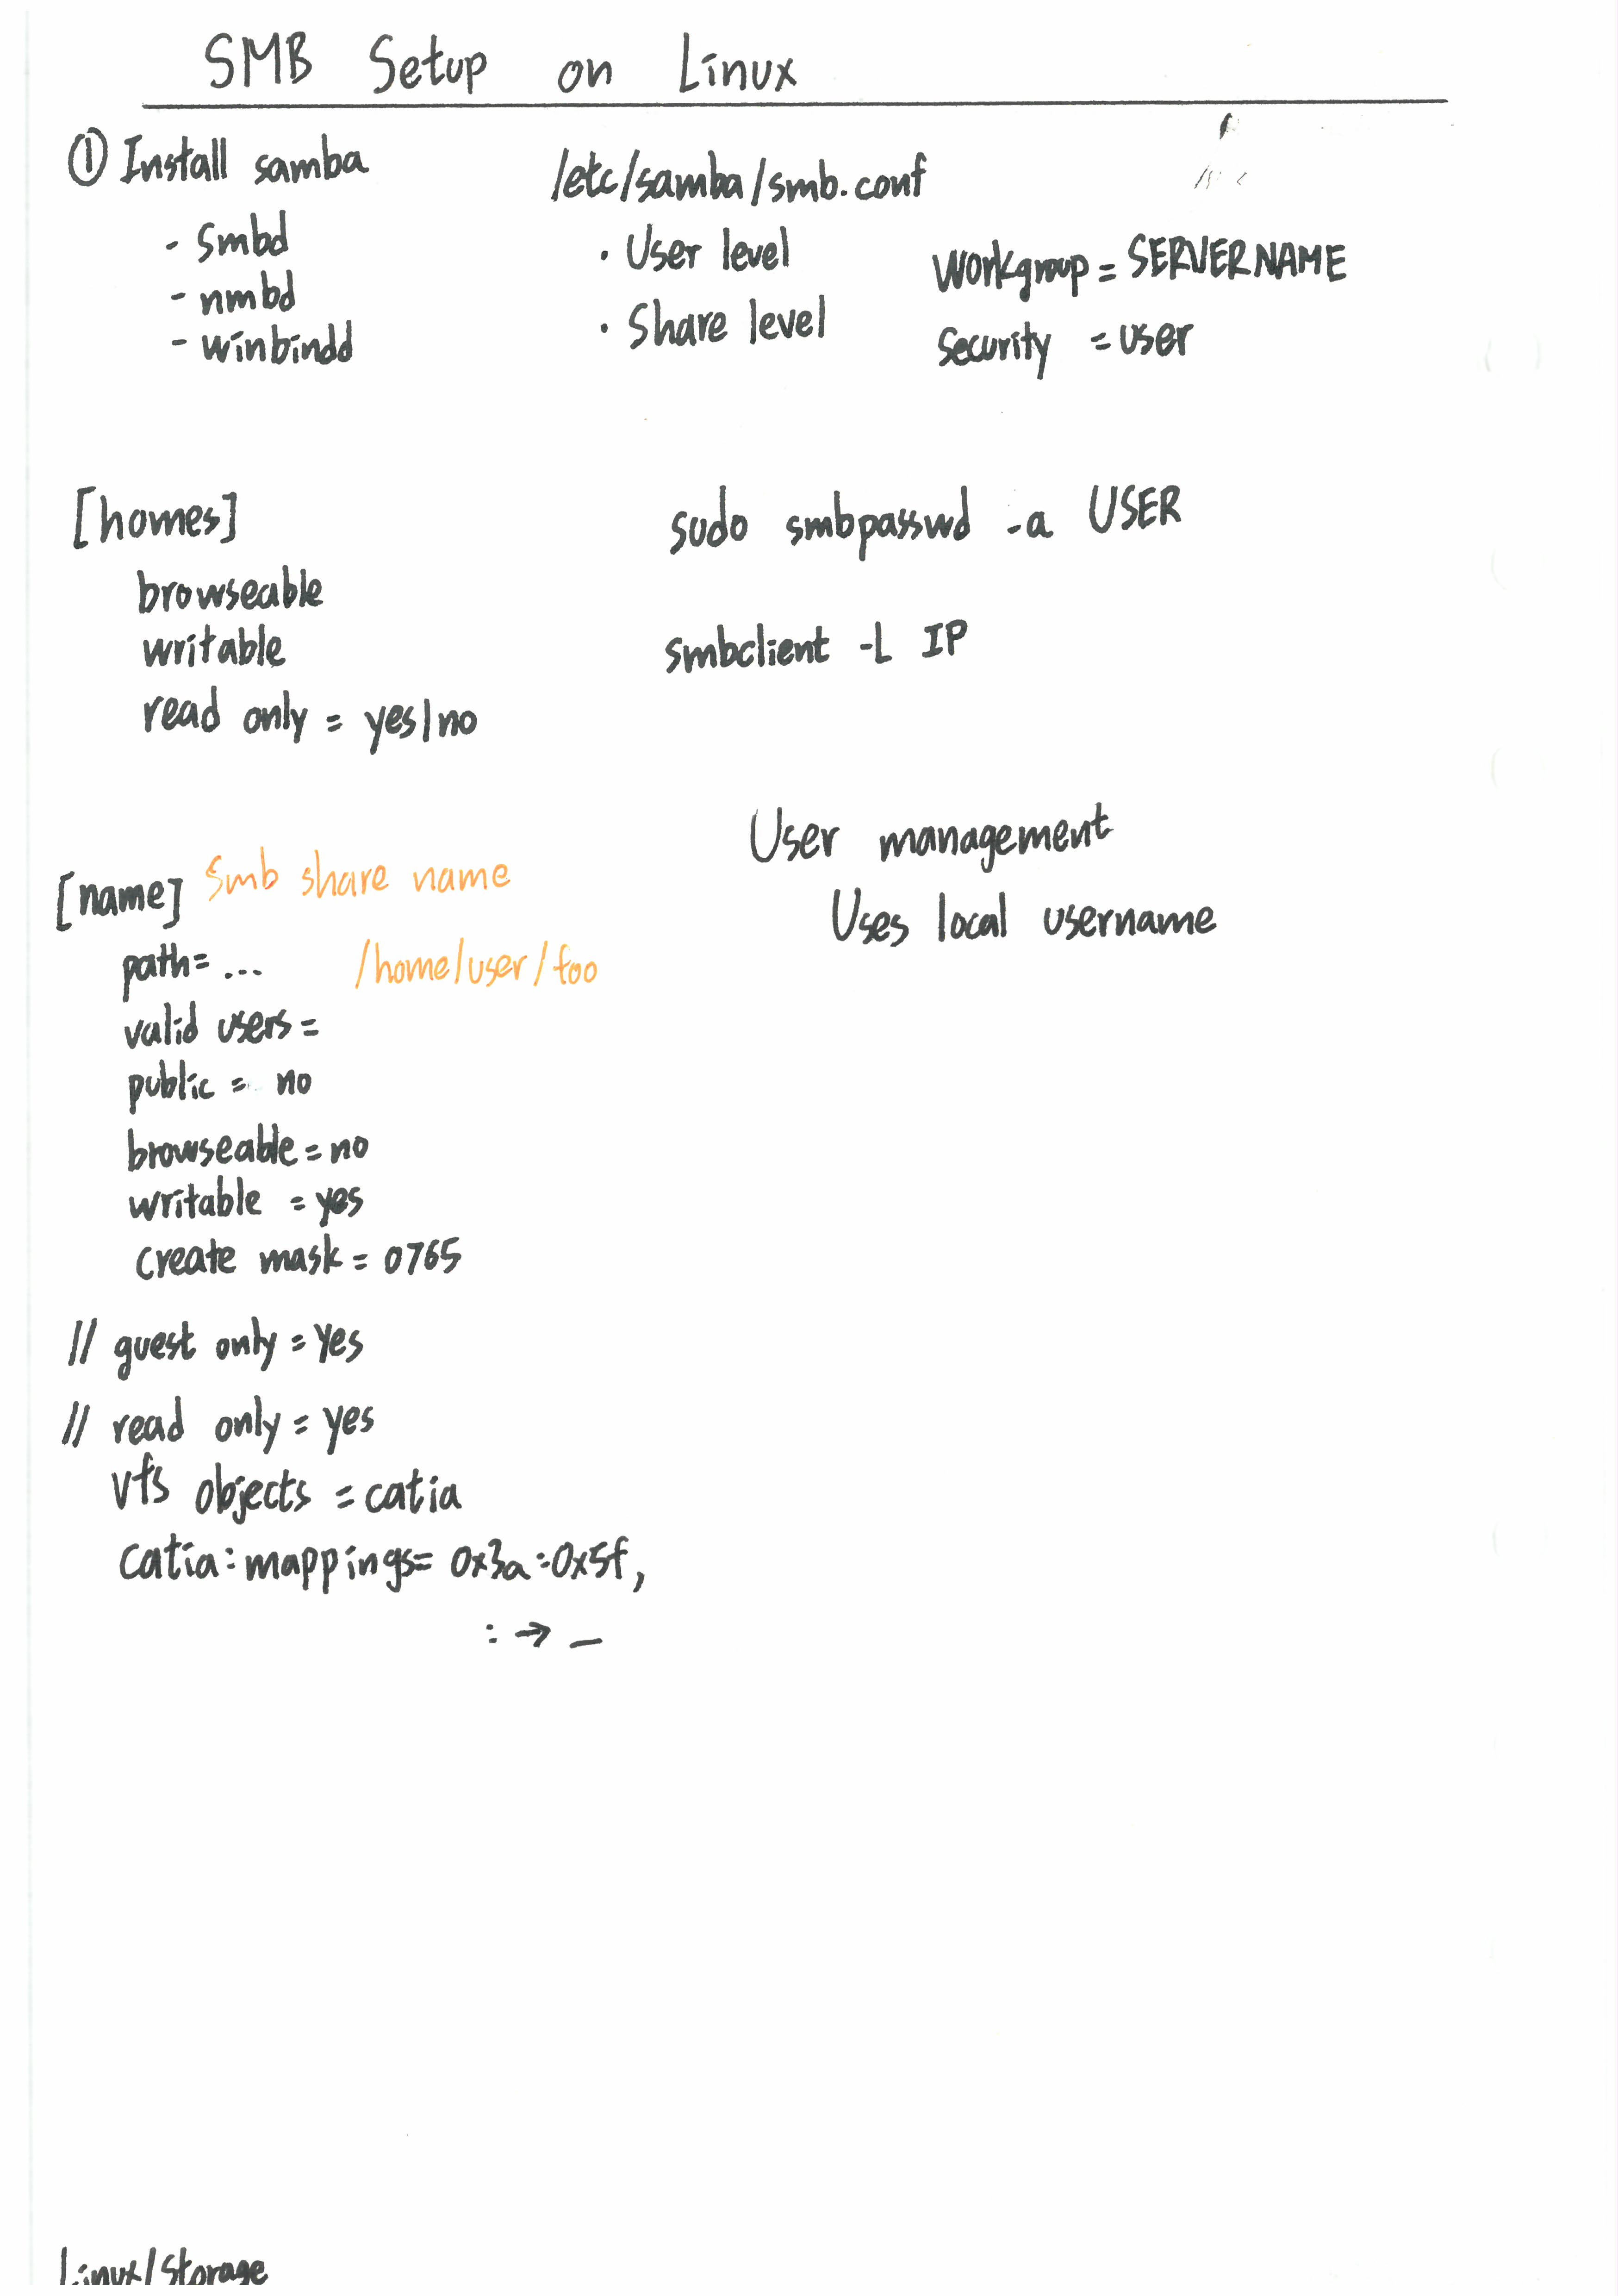 SMB Setup on Linux
① Install samba
- smbd
- nmbd
- winbindd
/etc/samba/smb.conf
· User level
· Share level
Workgroup = SERVERNAME
Security = user
[homes]
browseable
writable
read only = yes|no
sudo smbpasswd -a USER
smbclient -L IP
User management
Uses local username
[name] Smb share name
path= ... /home/user/foo
valid users =
public = no
browseable = no
writable = yes
create mask = 0765
// guest only = yes
// read only = yes
vfs objects = catia
catia:mappings= 0x3a:0x5f,
: → _
Linux/Storage